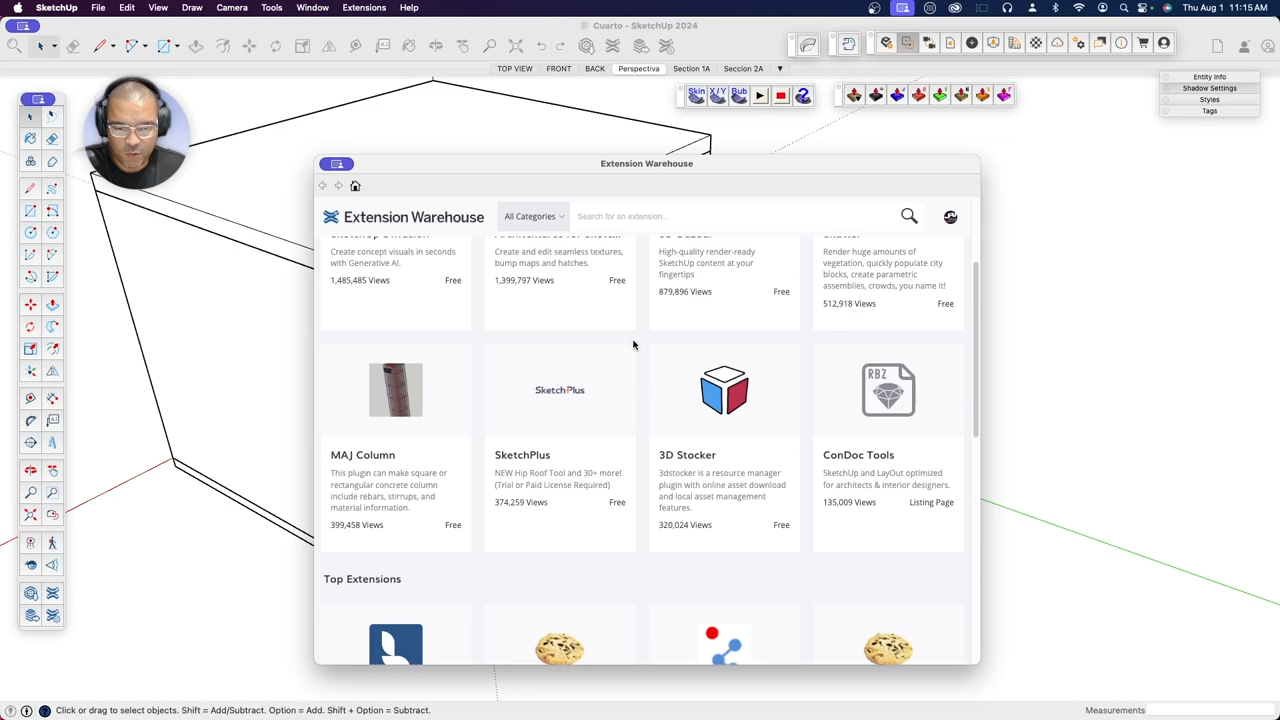 SketchUp File Edit View Draw Camera Tools Window Extensions Help
Thu Aug 1 11:15 AM
Cuarto - SketchUp 2024
TOP VIEW FRONT BACK Perspectiva Section 1A Seccion 2A
Entity Info
Shadow Settings
Styles
Tags
Skin X/Y Bub
Extension Warehouse
Extension Warehouse All Categories Search for an extension...
Create concept visuals in seconds
with Generative AI.
1,485,485 Views Free
Create and edit seamless textures,
bump maps and hatches.
1,399,797 Views Free
High-quality render-ready
SketchUp content at your
fingertips
879,896 Views Free
Render huge amounts of
vegetation, quickly populate city
blocks, create parametric
assemblies, crowds, you name it!
512,918 Views Free
MAJ Column
This plugin can make square or
rectangular concrete column
include rebars, stirrups, and
material information.
399,458 Views Free
SketchPlus
SketchPlus
NEW Hip Roof Tool and 30+ more!
(Trial or Paid License Required)
374,259 Views Free
3D Stocker
3dstocker is a resource manager
plugin with online asset download
and local asset management
features.
320,024 Views Free
RBZ
ConDoc Tools
SketchUp and LayOut optimized
for architects & interior designers.
135,009 Views Listing Page
Top Extensions
Click or drag to select objects. Shift = Add/Subtract. Option = Add. Shift + Option = Subtract.
Measurements